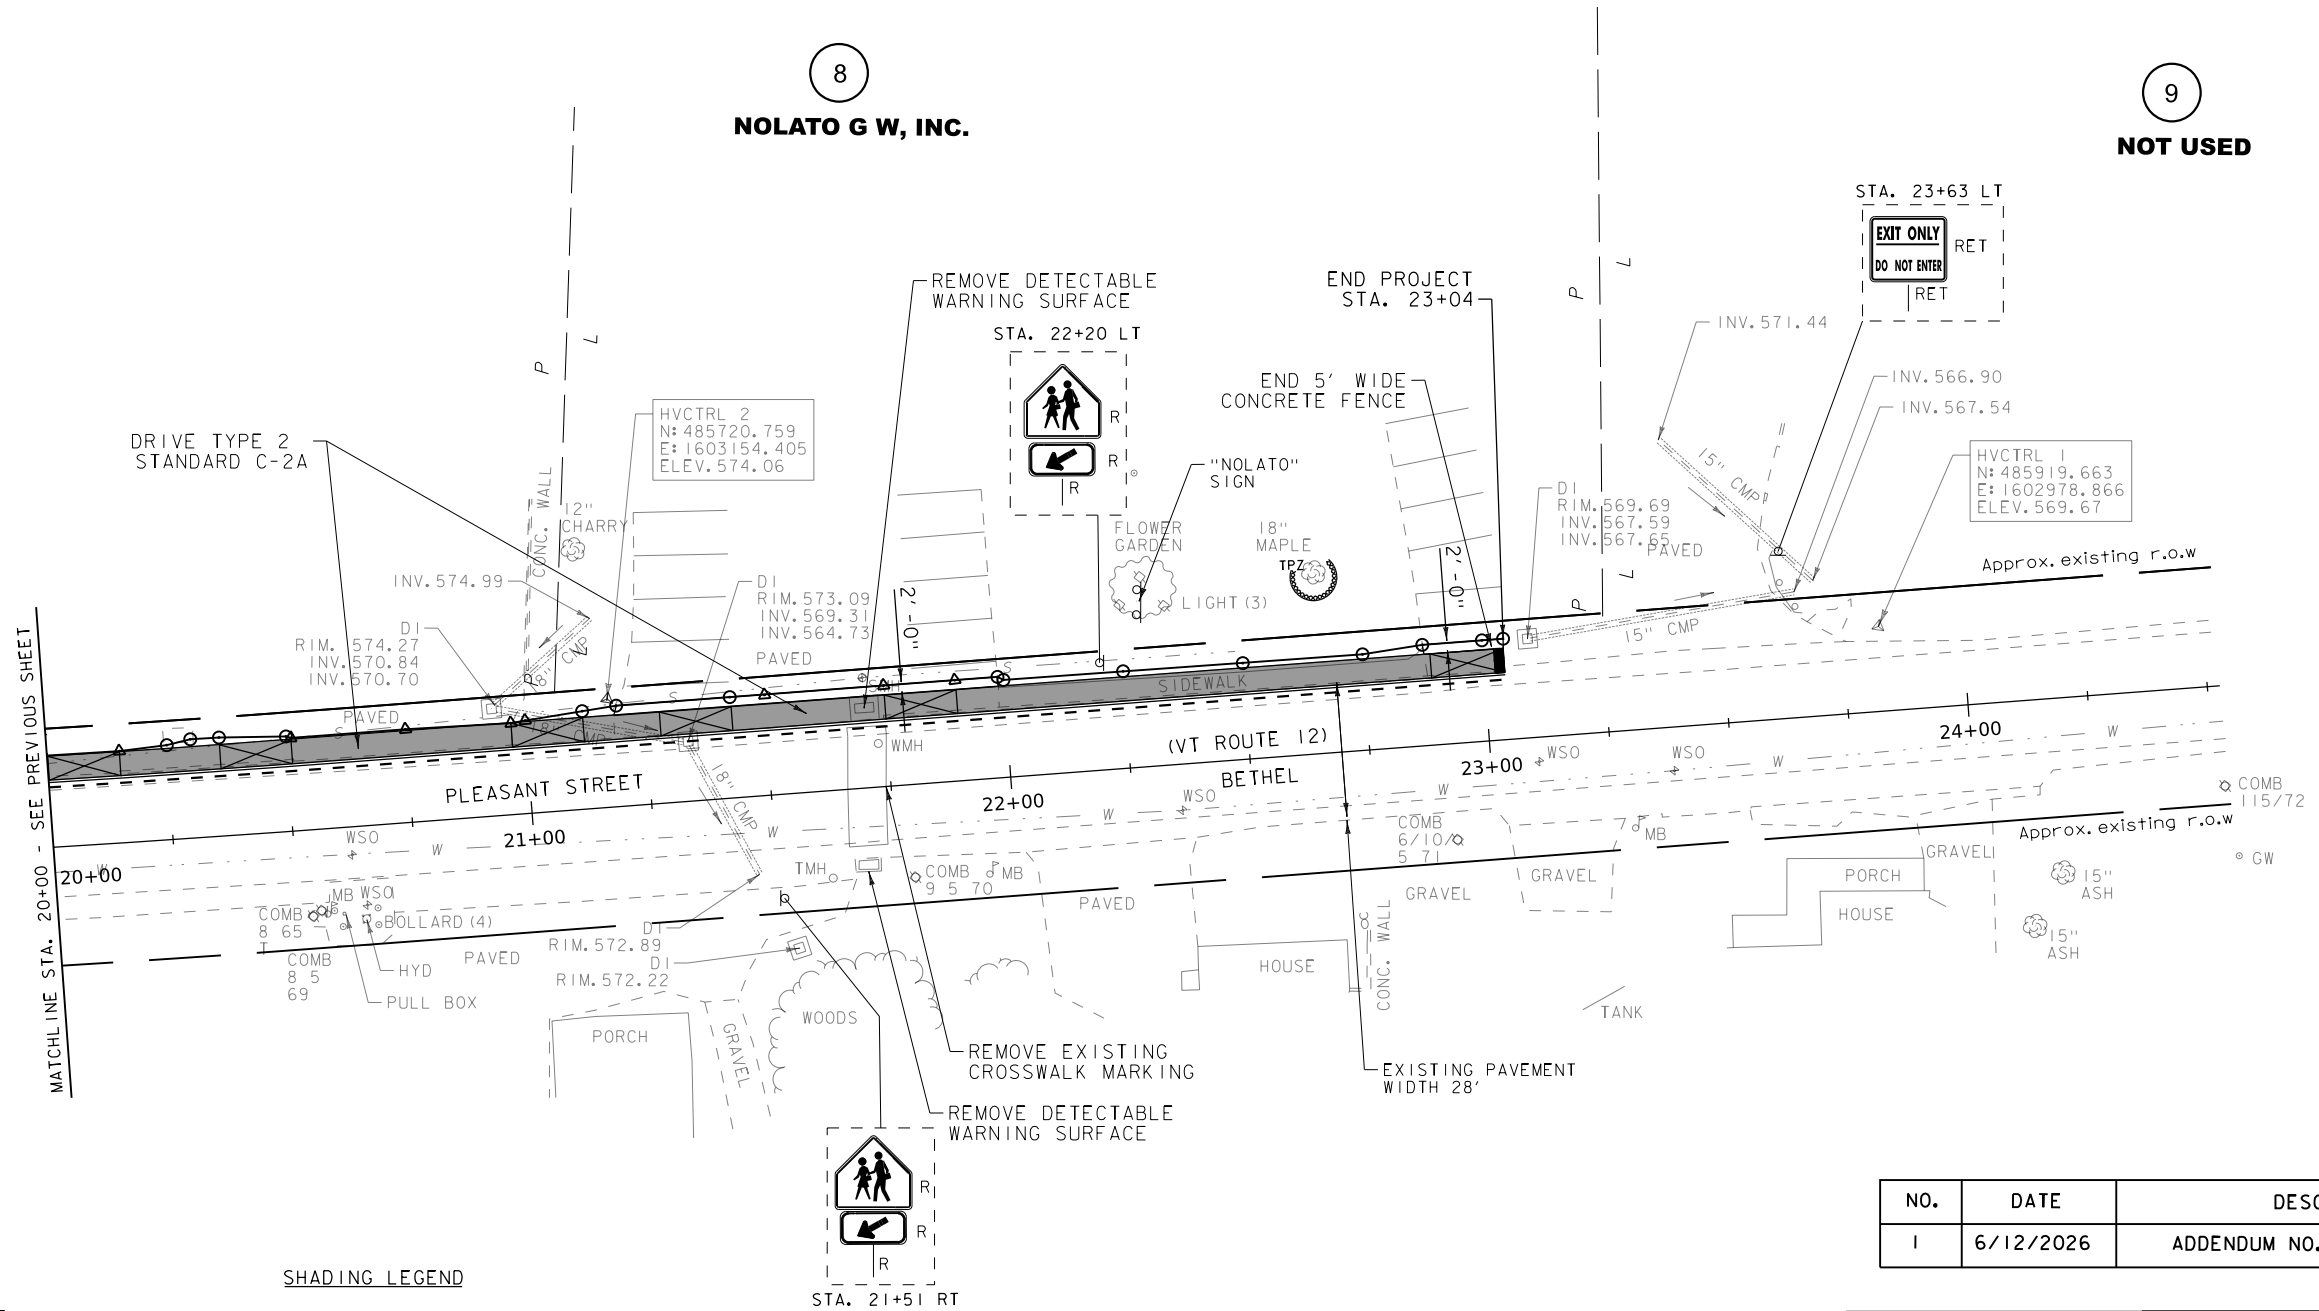 8
NOLATO G W, INC.
9
NOT USED
STA. 23+63 LT
EXIT ONLY
DO NOT ENTER
RET
RET
REMOVE DETECTABLE
WARNING SURFACE
END PROJECT
STA. 23+04
STA. 22+20 LT
R
R
R
END 5' WIDE
CONCRETE FENCE
P
L
P
L
INV.571.44
INV.566.90
INV.567.54
HVCTRL 2
N:485720.759
E:1603154.405
ELEV.574.06
DRIVE TYPE 2
STANDARD C-2A
HVCTRL 1
N:485919.663
E:1602978.866
ELEV.569.67
"NOLATO"
SIGN
CONC. WALL
12"
CHARRY
FLOWER
GARDEN
18"
MAPLE
TPZ
DI
RIM.569.69
INV.567.59
INV.567.65
PAVED
15" CMP
Approx. existing r.o.w
INV.574.99
DI
RIM.573.09
INV.569.31
INV.564.73
2'-0"
LIGHT(3)
2'-0"
L
P
DI
RIM. 574.27
INV.570.84
INV.570.70
18" CMP
PAVED
15" CMP
PAVED
S
S
S
SMH
SIDEWALK
18" CMP
WMH
(VT ROUTE 12)
BETHEL
PLEASANT STREET
18" CMP
20+00
21+00
22+00
23+00
24+00
WSO
WSO
WSO
WSO
W
W
W
W
W
W
W
MATCHLINE STA. 20+00 - SEE PREVIOUS SHEET
COMB
115/72
Approx. existing r.o.w
GW
COMB
6/10/
5 71
MB
GRAVEL
GRAVEL
GRAVEL
PORCH
HOUSE
15"
ASH
15"
ASH
TMH
COMB
9 5 70
MB
PAVED
MB
WSO
COMB
8 65
T
BOLLARD(4)
COMB
8 5
69
HYD
PAVED
PULL BOX
DI
RIM.572.89
DI
RIM.572.22
HOUSE
CONC. WALL
TANK
PORCH
GRAVEL
WOODS
REMOVE EXISTING
CROSSWALK MARKING
EXISTING PAVEMENT
WIDTH 28'
REMOVE DETECTABLE
WARNING SURFACE
R
R
R
STA. 21+51 RT
SHADING LEGEND
NO. DATE DESC
1 6/12/2026 ADDENDUM NO.